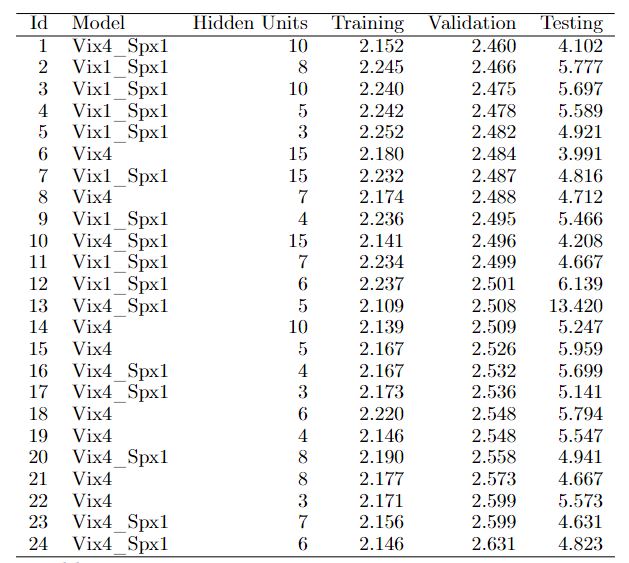 Id Model Hidden Units Training Validation Testing
1 Vix4_Spx1 10 2.152 2.460 4.102
2 Vix1_Spx1 8 2.245 2.466 5.777
3 Vix1_Spx1 10 2.240 2.475 5.697
4 Vix1_Spx1 5 2.242 2.478 5.589
5 Vix1_Spx1 3 2.252 2.482 4.921
6 Vix4 15 2.180 2.484 3.991
7 Vix1_Spx1 15 2.232 2.487 4.816
8 Vix4 7 2.174 2.488 4.712
9 Vix1_Spx1 4 2.236 2.495 5.466
10 Vix4_Spx1 15 2.141 2.496 4.208
11 Vix1_Spx1 7 2.234 2.499 4.667
12 Vix1_Spx1 6 2.237 2.501 6.139
13 Vix4_Spx1 5 2.109 2.508 13.420
14 Vix4 10 2.139 2.509 5.247
15 Vix4 5 2.167 2.526 5.959
16 Vix4_Spx1 4 2.167 2.532 5.699
17 Vix4_Spx1 3 2.173 2.536 5.141
18 Vix4 6 2.220 2.548 5.794
19 Vix4 4 2.146 2.548 5.547
20 Vix4_Spx1 8 2.190 2.558 4.941
21 Vix4 8 2.177 2.573 4.667
22 Vix4 3 2.171 2.599 5.573
23 Vix4_Spx1 7 2.156 2.599 4.631
24 Vix4_Spx1 6 2.146 2.631 4.823